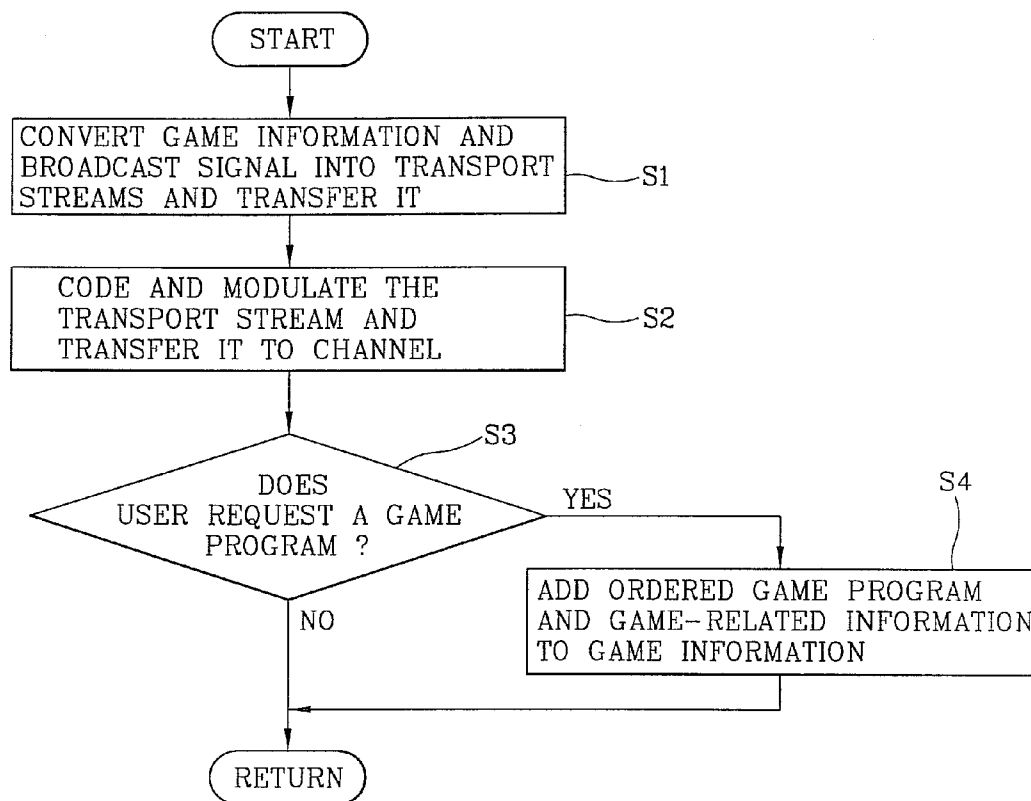 START
CONVERT GAME INFORMATION AND
BROADCAST SIGNAL INTO TRANSPORT
STREAMS AND TRANSFER IT
S1
CODE AND MODULATE THE
TRANSPORT STREAM AND
TRANSFER IT TO CHANNEL
S2
S3
DOES
USER REQUEST A GAME
PROGRAM ?
YES
S4
ADD ORDERED GAME PROGRAM
AND GAME-RELATED INFORMATION
TO GAME INFORMATION
NO
RETURN